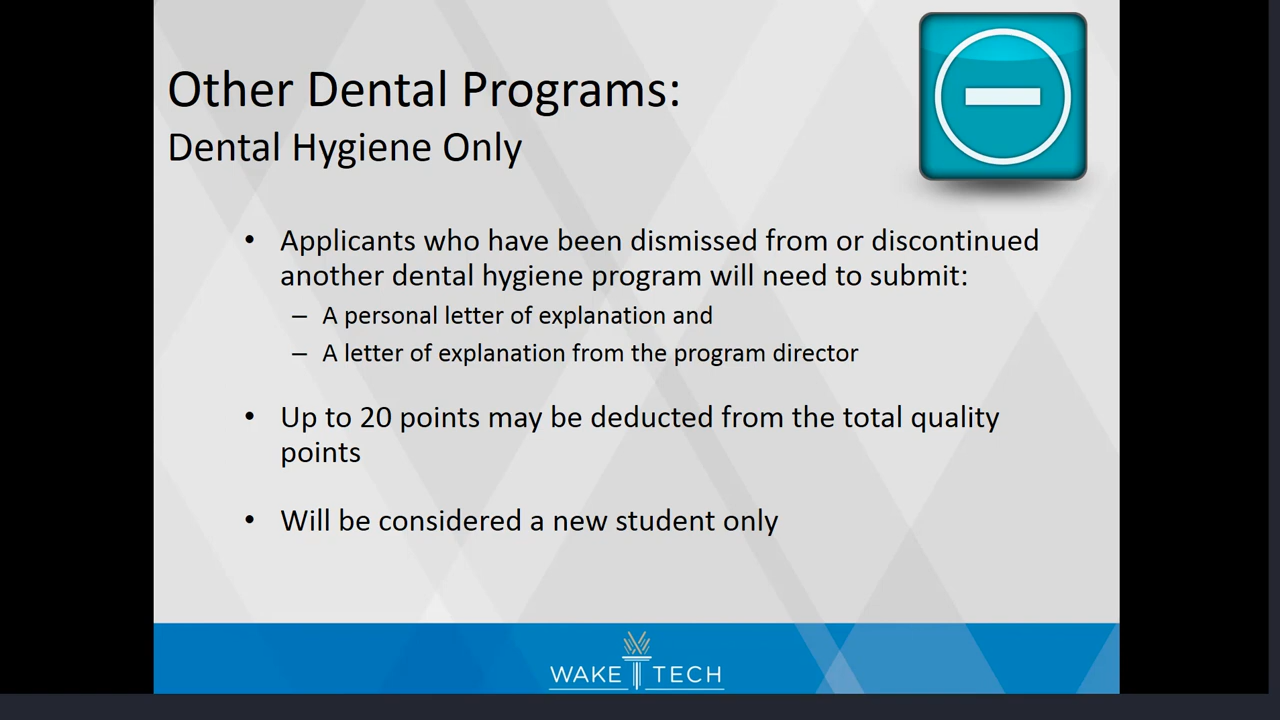 Other Dental Programs:
Dental Hygiene Only
• Applicants who have been dismissed from or discontinued
another dental hygiene program will need to submit:
– A personal letter of explanation and
– A letter of explanation from the program director
• Up to 20 points may be deducted from the total quality
points
• Will be considered a new student only
WAKE TECH